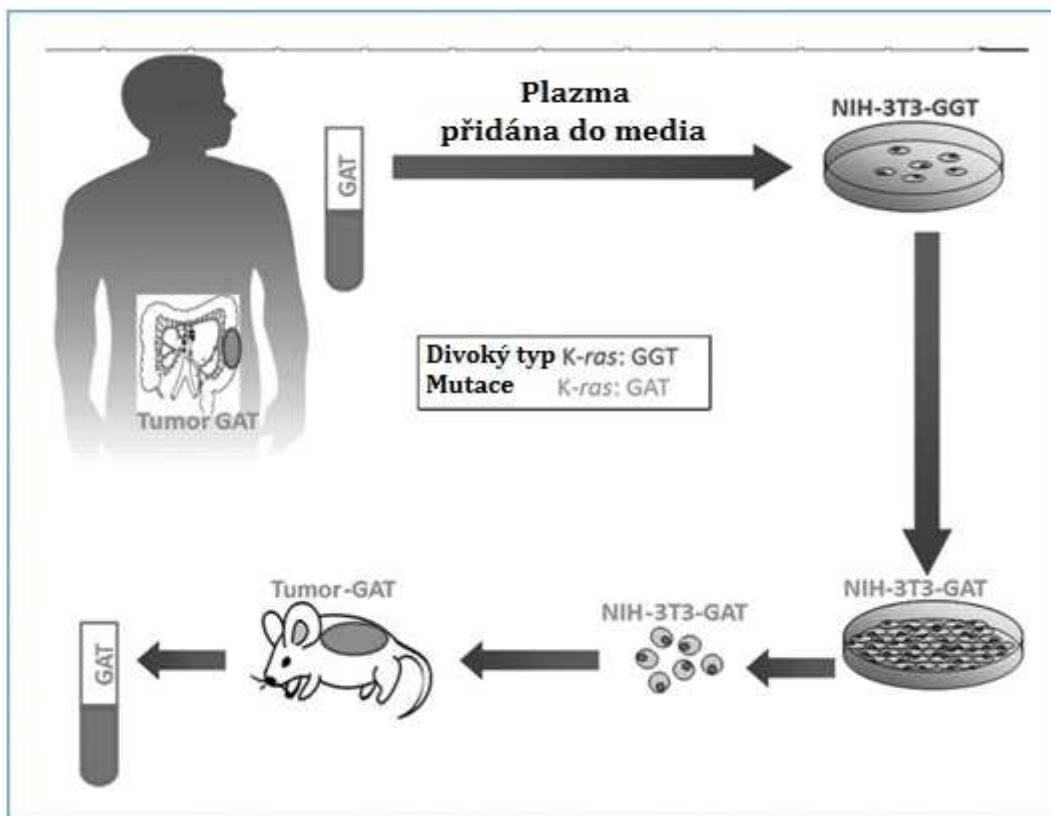 Plazma
přidána do media
NIH-3T3-GGT
GAT
Divoký typ K-ras: GGT
Mutace K-ras: GAT
Tumor GAT
Tumor-GAT
NIH-3T3-GAT
NIH-3T3-GAT
GAT